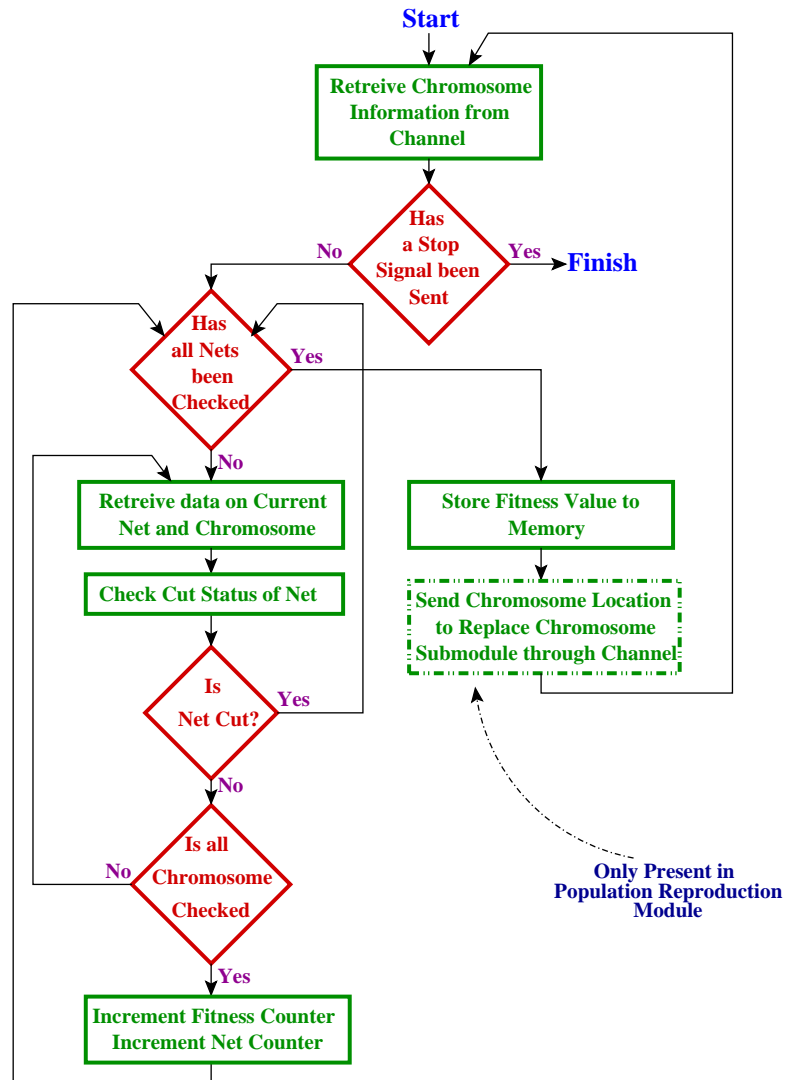 Start
Retreive Chromosome
Information from
Channel
Has
a Stop
Signal been
Sent
No
Yes
Finish
Has
all Nets
been
Checked
Yes
No
Retreive data on Current
Net and Chromosome
Store Fitness Value to
Memory
Check Cut Status of Net
Send Chromosome Location
to Replace Chromosome
Submodule through Channel
Is
Net Cut?
Yes
No
Is all
Chromosome
Checked
No
Yes
Only Present in
Population Reproduction
Module
Increment Fitness Counter
Increment Net Counter